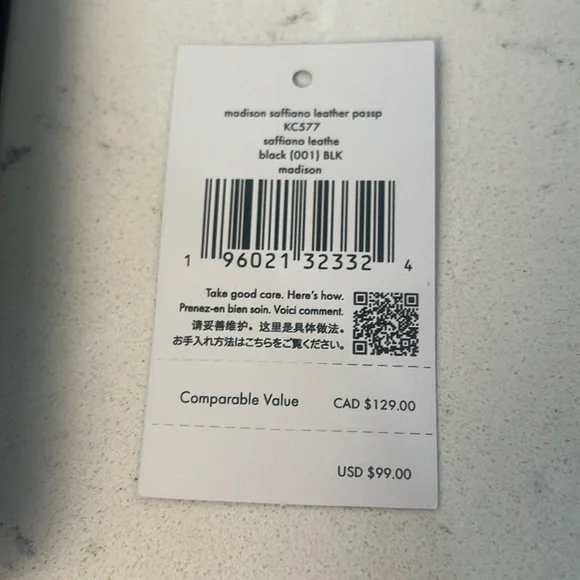 madison saffiano leather passp
KC577
saffiano leathe
black (001) BLK
madison
1 96021 32332 4
Take good care. Here's how.
Prenez-en bien soin. Voici comment.
请妥善维护。这里是具体做法。
お手入れ方法はこちらをご覧ください。
Comparable Value CAD $129.00
USD $99.00